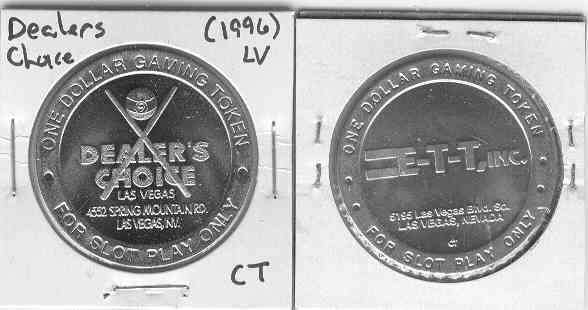 Dealers (1996)
Choice LV
ONE DOLLAR GAMING TOKEN
DEALER'S
CHOICE
LAS VEGAS
4552 SPRING MOUNTAIN RD.
LAS VEGAS, NV.
FOR SLOT PLAY ONLY
CT
ONE DOLLAR GAMING TOKEN
E-T-T, INC.
5195 Las Vegas Blvd. So.
LAS VEGAS, NEVADA
CT
FOR SLOT PLAY ONLY